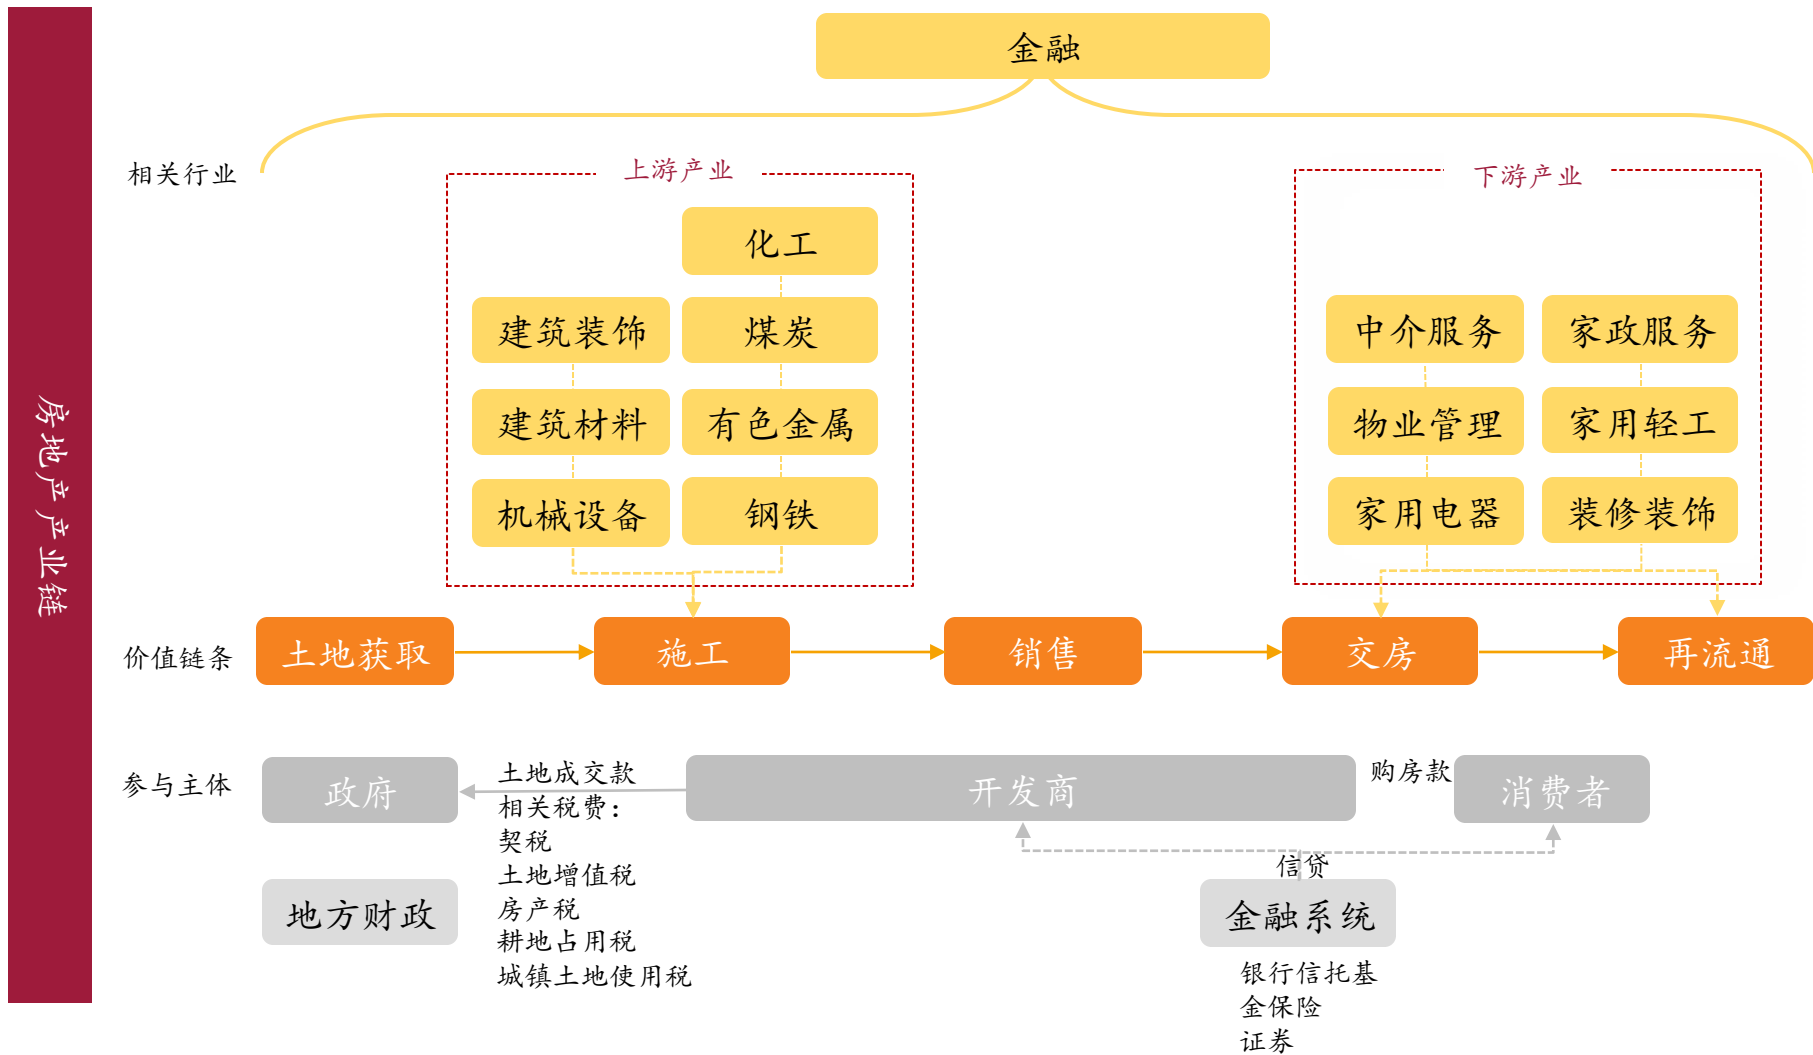 房地产产业链
金融
相关行业
上游产业
化工
建筑装饰
煤炭
建筑材料
有色金属
机械设备
钢铁
下游产业
中介服务
家政服务
物业管理
家用轻工
家用电器
装修装饰
价值链条
土地获取
施工
销售
交房
再流通
参与主体
政府
土地成交款
相关税费：
契税
土地增值税
房产税
耕地占用税
城镇土地使用税
开发商
购房款
消费者
地方财政
信贷
金融系统
银行信托基
金保险
证券